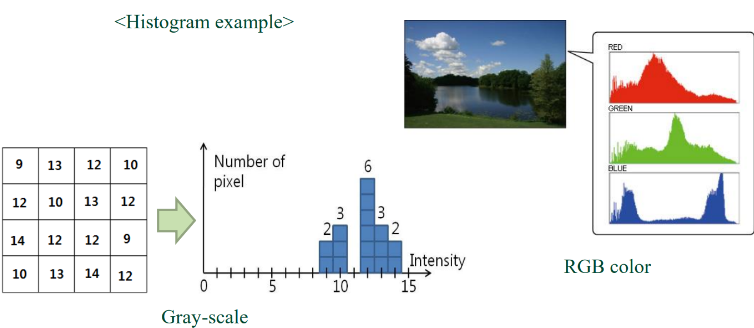 <Histogram example>
RED
GREEN
BLUE
RGB color
9 13 12 10
12 10 13 12
14 12 12 9
10 13 14 12
Number of
pixel
2 3 6 3 2
Intensity
0 5 10 15
Gray-scale